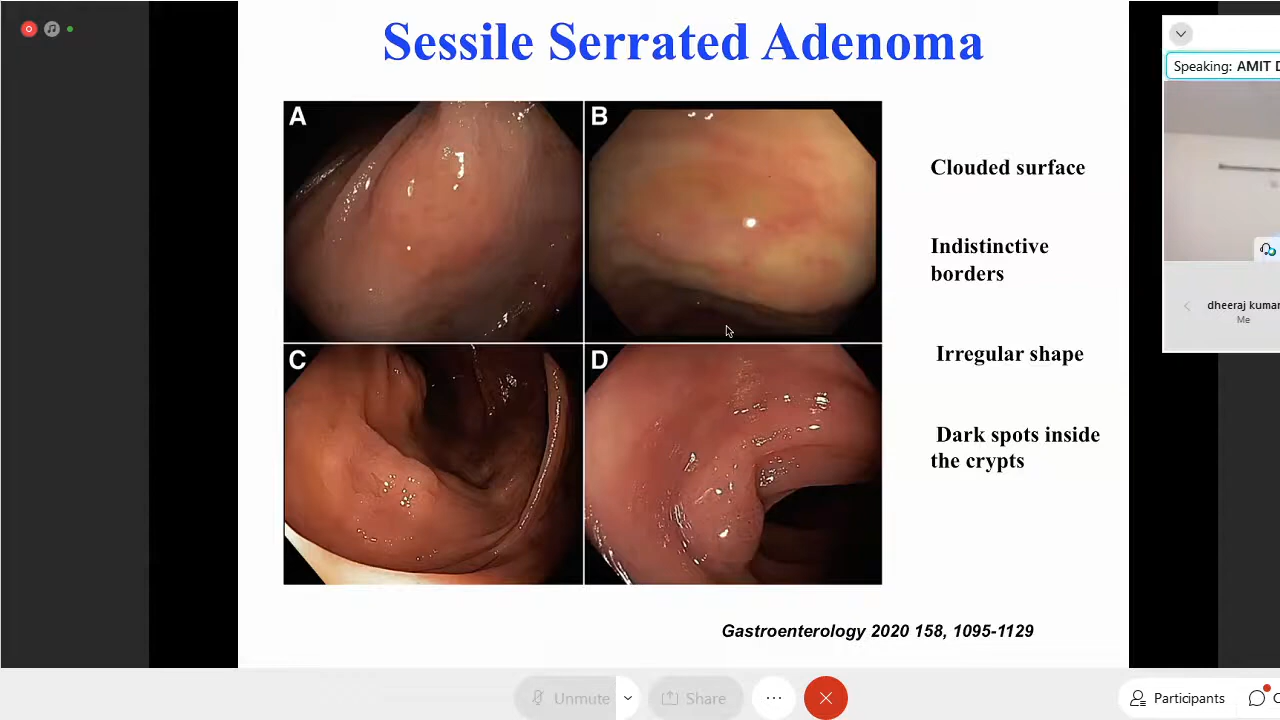 Sessile Serrated Adenoma
A
B
C
D
Clouded surface
Indistinctive
borders
Irregular shape
Dark spots inside
the crypts
Gastroenterology 2020 158, 1095-1129
Speaking: AMIT D
dheeraj kumar
Me
Unmute
Share
Participants
C